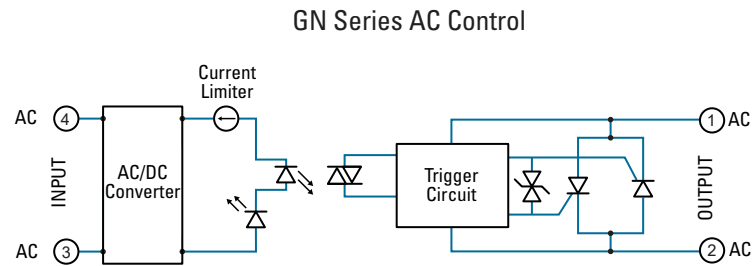 GN Series AC Control
Current
Limiter
AC 4
1 AC
INPUT
AC/DC
Converter
Trigger
Circuit
OUTPUT
AC 3
2 AC